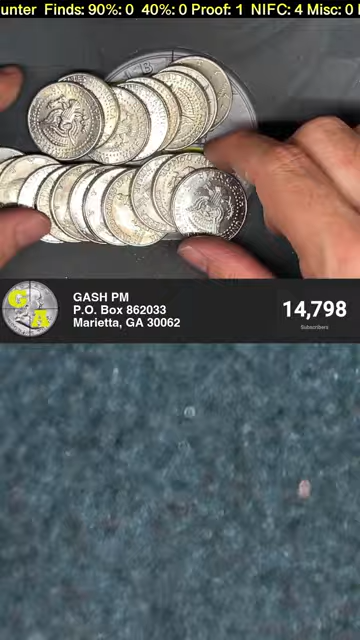 unter Finds: 90%: 0 40%: 0 Proof: 1 NIFC: 4 Misc: 0
GASH PM
P.O. Box 862033
Marietta, GA 30062
14,798
Subscribers
G
A